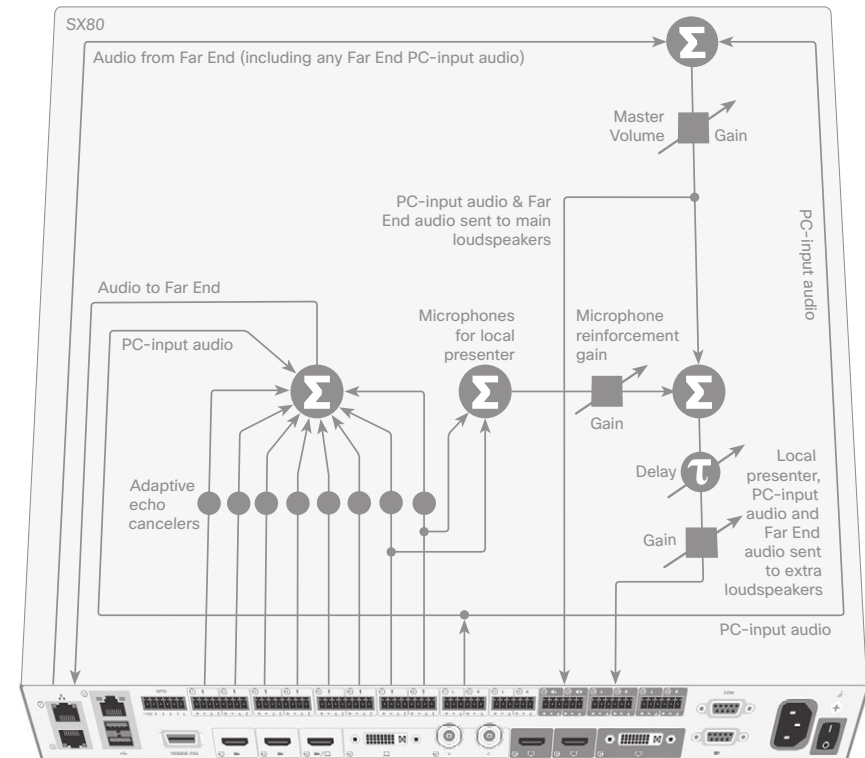 SX80
Audio from Far End (including any Far End PC-input audio)
Σ
Master
Volume
Gain
PC-input audio & Far
End audio sent to main
loudspeakers
PC-input audio
Audio to Far End
PC-input audio
Microphones
for local
presenter
Microphone
reinforcement
gain
Σ
Σ
Σ
Gain
Adaptive
echo
cancelers
Delay
τ
Gain
Local
presenter,
PC-input
audio and
Far End
audio sent
to extra
loudspeakers
PC-input audio